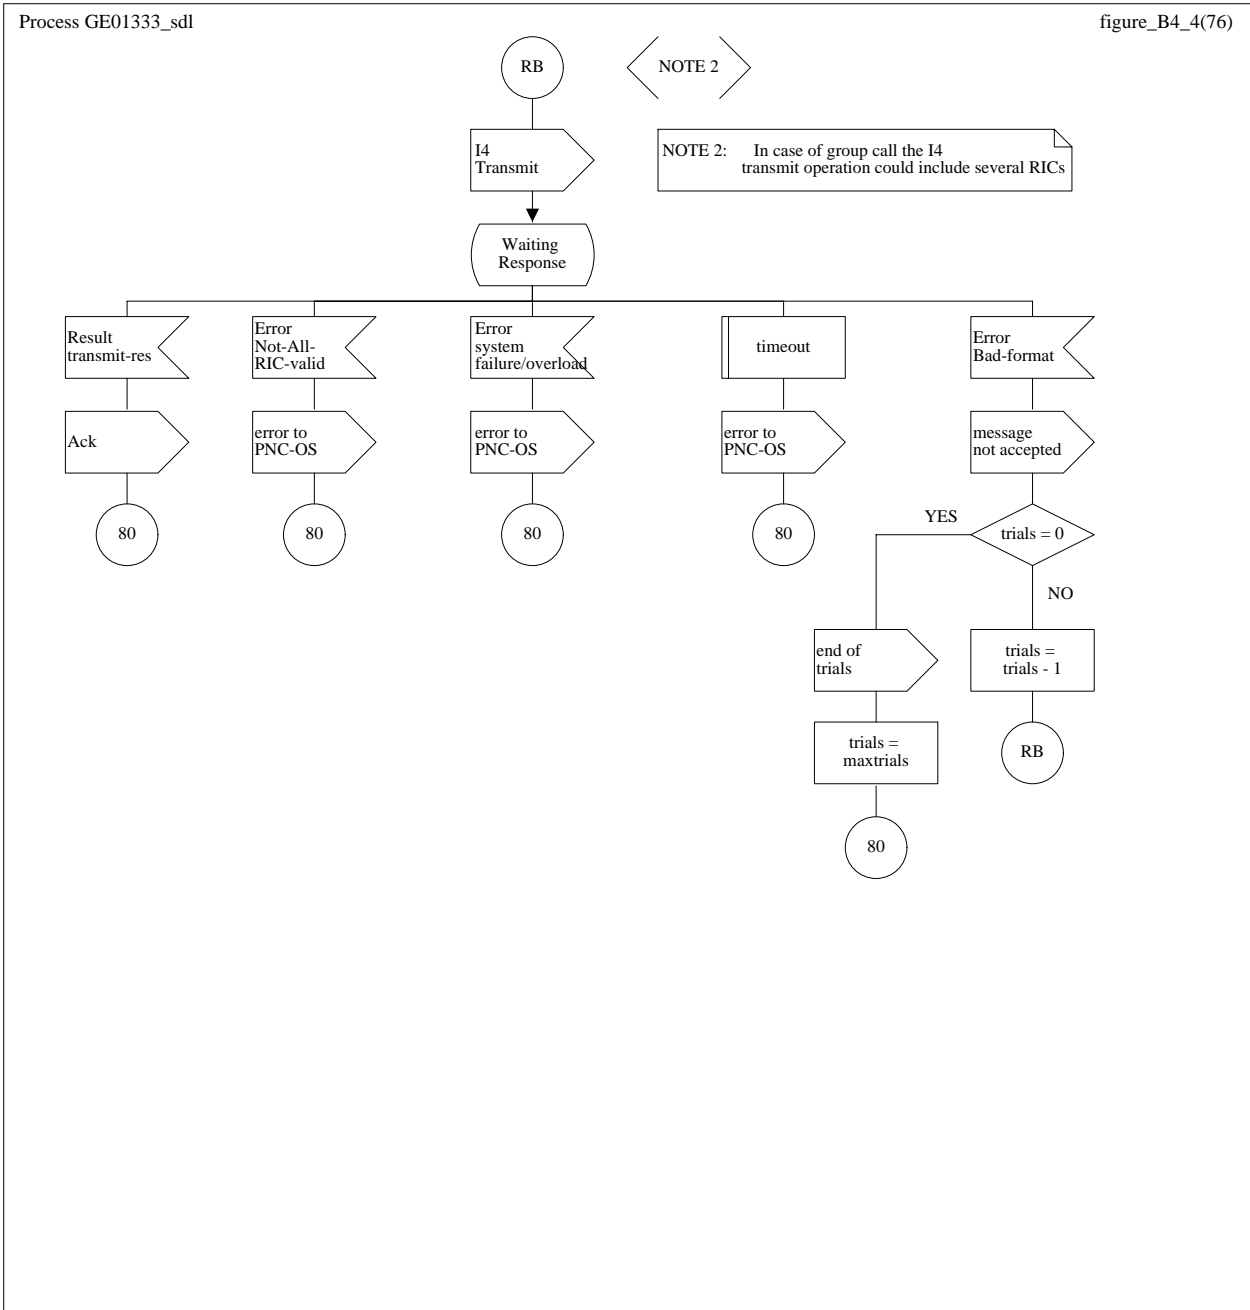 Process GE01333_sdl
figure_B4_4(76)
RB
NOTE 2
I4
Transmit
NOTE 2: In case of group call the I4
transmit operation could include several RICs
Waiting
Response
Result
transmit-res
Error
Not-All-
RIC-valid
Error
system
failure/overload
timeout
Error
Bad-format
Ack
error to
PNC-OS
error to
PNC-OS
error to
PNC-OS
message
not accepted
80
80
80
80
YES
trials = 0
NO
end of
trials
trials =
trials - 1
trials =
maxtrials
RB
80